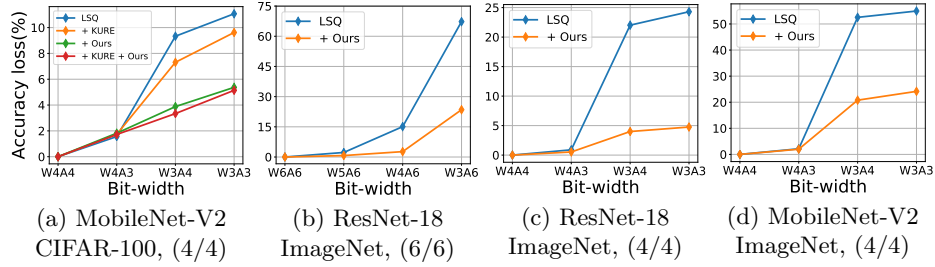 Accuracy loss(%)
10
8
6
4
2
0
LSQ
+ KURE
+ Ours
+ KURE + Ours
W4A4 W4A3 W3A4 W3A3
Bit-width
(a) MobileNet-V2
CIFAR-100, (4/4)
75
60
45
30
15
0
LSQ
+ Ours
W6A6 W5A6 W4A6 W3A6
Bit-width
(b) ResNet-18
ImageNet, (6/6)
25
20
15
10
5
0
LSQ
+ Ours
W4A4 W4A3 W3A4 W3A3
Bit-width
(c) ResNet-18
ImageNet, (4/4)
50
40
30
20
10
0
LSQ
+ Ours
W4A4 W4A3 W3A4 W3A3
Bit-width
(d) MobileNet-V2
ImageNet, (4/4)